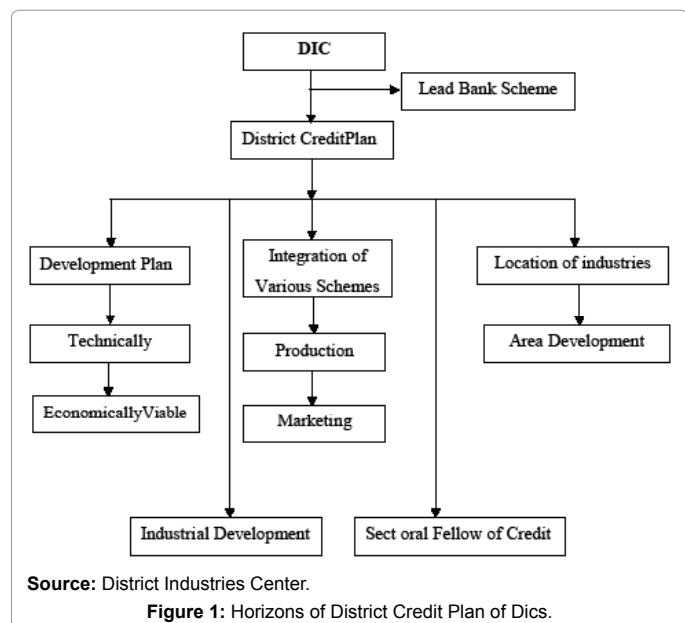 DIC
Lead Bank Scheme
District CreditPlan
Development Plan
Integration of
Various Schemes
Location of industries
Technically
Production
Area Development
EconomicallyViable
Marketing
Industrial Development
Sect oral Fellow of Credit
Source: District Industries Center.
Figure 1: Horizons of District Credit Plan of Dics.